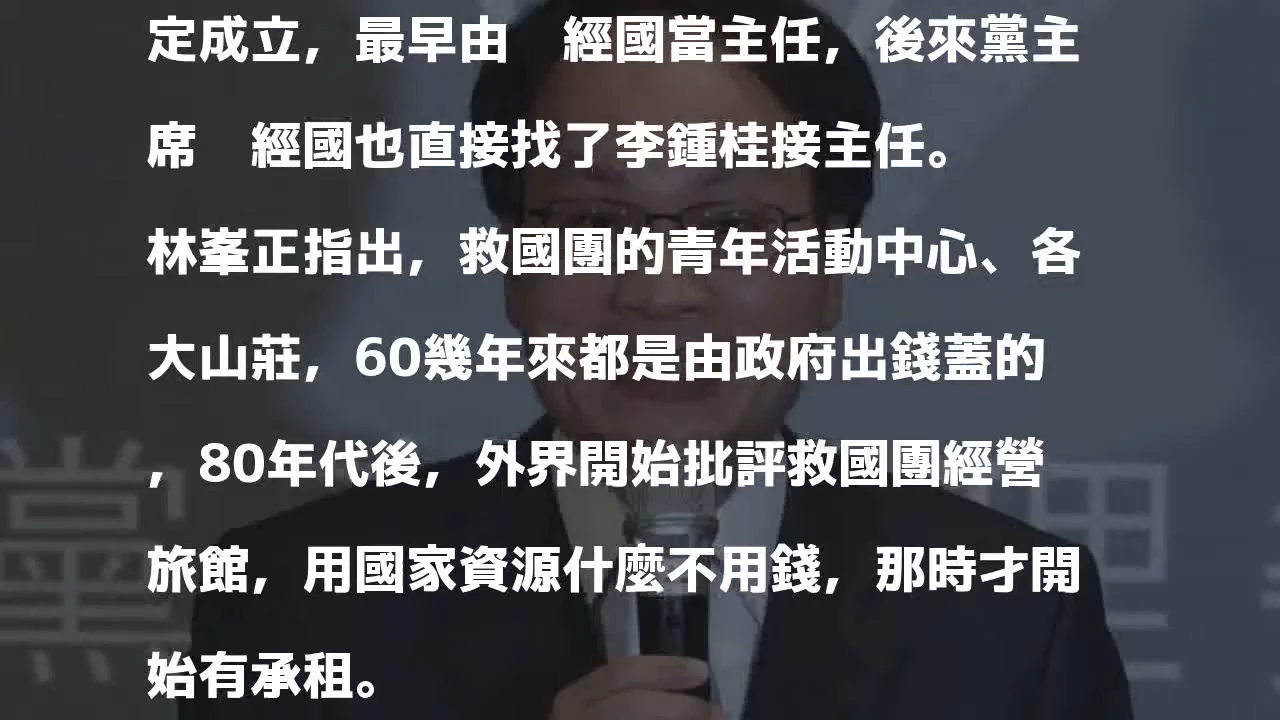 定成立，最早由　經國當主任，後來黨主
席　經國也直接找了李鍾桂接主任。
林峯正指出，救國團的青年活動中心、各
大山莊，60幾年來都是由政府出錢蓋的
，80年代後，外界開始批評救國團經營
旅館，用國家資源什麼不用錢，那時才開
始有承租。
黨
理